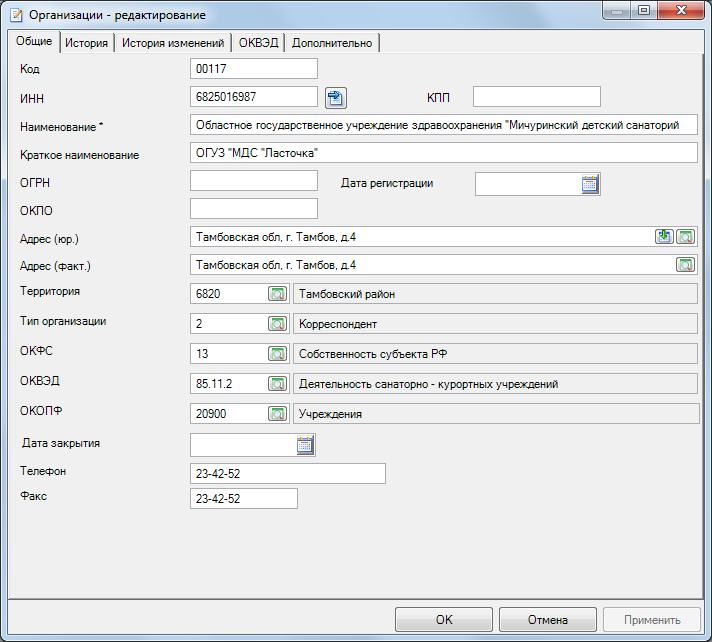 Организации - редактирование
Общие История История изменений ОКВЭД Дополнительно
Код 00117
ИНН 6825016987 КПП
Наименование * Областное государственное учреждение здравоохранения "Мичуринский детский санаторий
Краткое наименование ОГУЗ "МДС "Ласточка"
ОГРН Дата регистрации
ОКПО
Адрес (юр.) Тамбовская обл, г. Тамбов, д.4
Адрес (факт.) Тамбовская обл, г. Тамбов, д.4
Территория 6820 Тамбовский район
Тип организации 2 Корреспондент
ОКФС 13 Собственность субъекта РФ
ОКВЭД 85.11.2 Деятельность санаторно - курортных учреждений
ОКОПФ 20900 Учреждения
Дата закрытия
Телефон 23-42-52
Факс 23-42-52
OK Отмена Применить